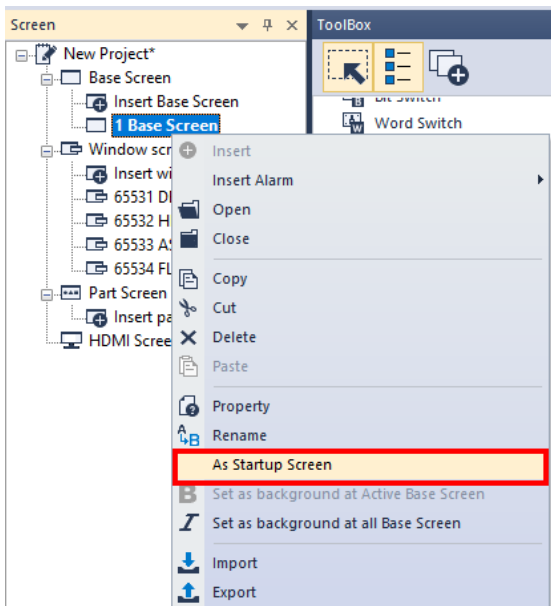 Screen
ToolBox
New Project*
Base Screen
Insert Base Screen
1 Base Screen
Word Switch
Window scr
Insert wi
65531 DI
65532 H
65533 A
65534 FL
Part Screen
Insert pa
HDMI Scree
Insert
Insert Alarm
Open
Close
Copy
Cut
Delete
Paste
Property
Rename
As Startup Screen
Set as background at Active Base Screen
Set as background at all Base Screen
Import
Export